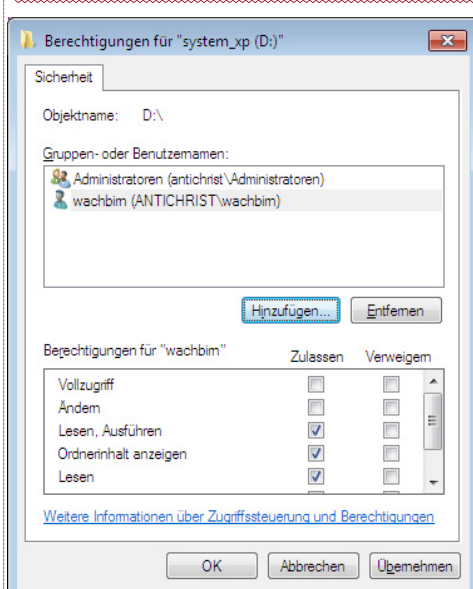 Berechtigungen für "system_xp (D:)"
Sicherheit
Objektname: D:\
Gruppen- oder Benutzernamen:
Administratoren (antichrist\Administratoren)
wachbim (ANTICHRIST\wachbim)
Hinzufügen... Entfernen
Berechtigungen für "wachbim" Zulassen Verweigern
Vollzugriff
Ändern
Lesen, Ausführen
Ordnerinhalt anzeigen
Lesen
Weitere Informationen über Zugriffssteuerung und Berechtigungen
OK Abbrechen Übernehmen